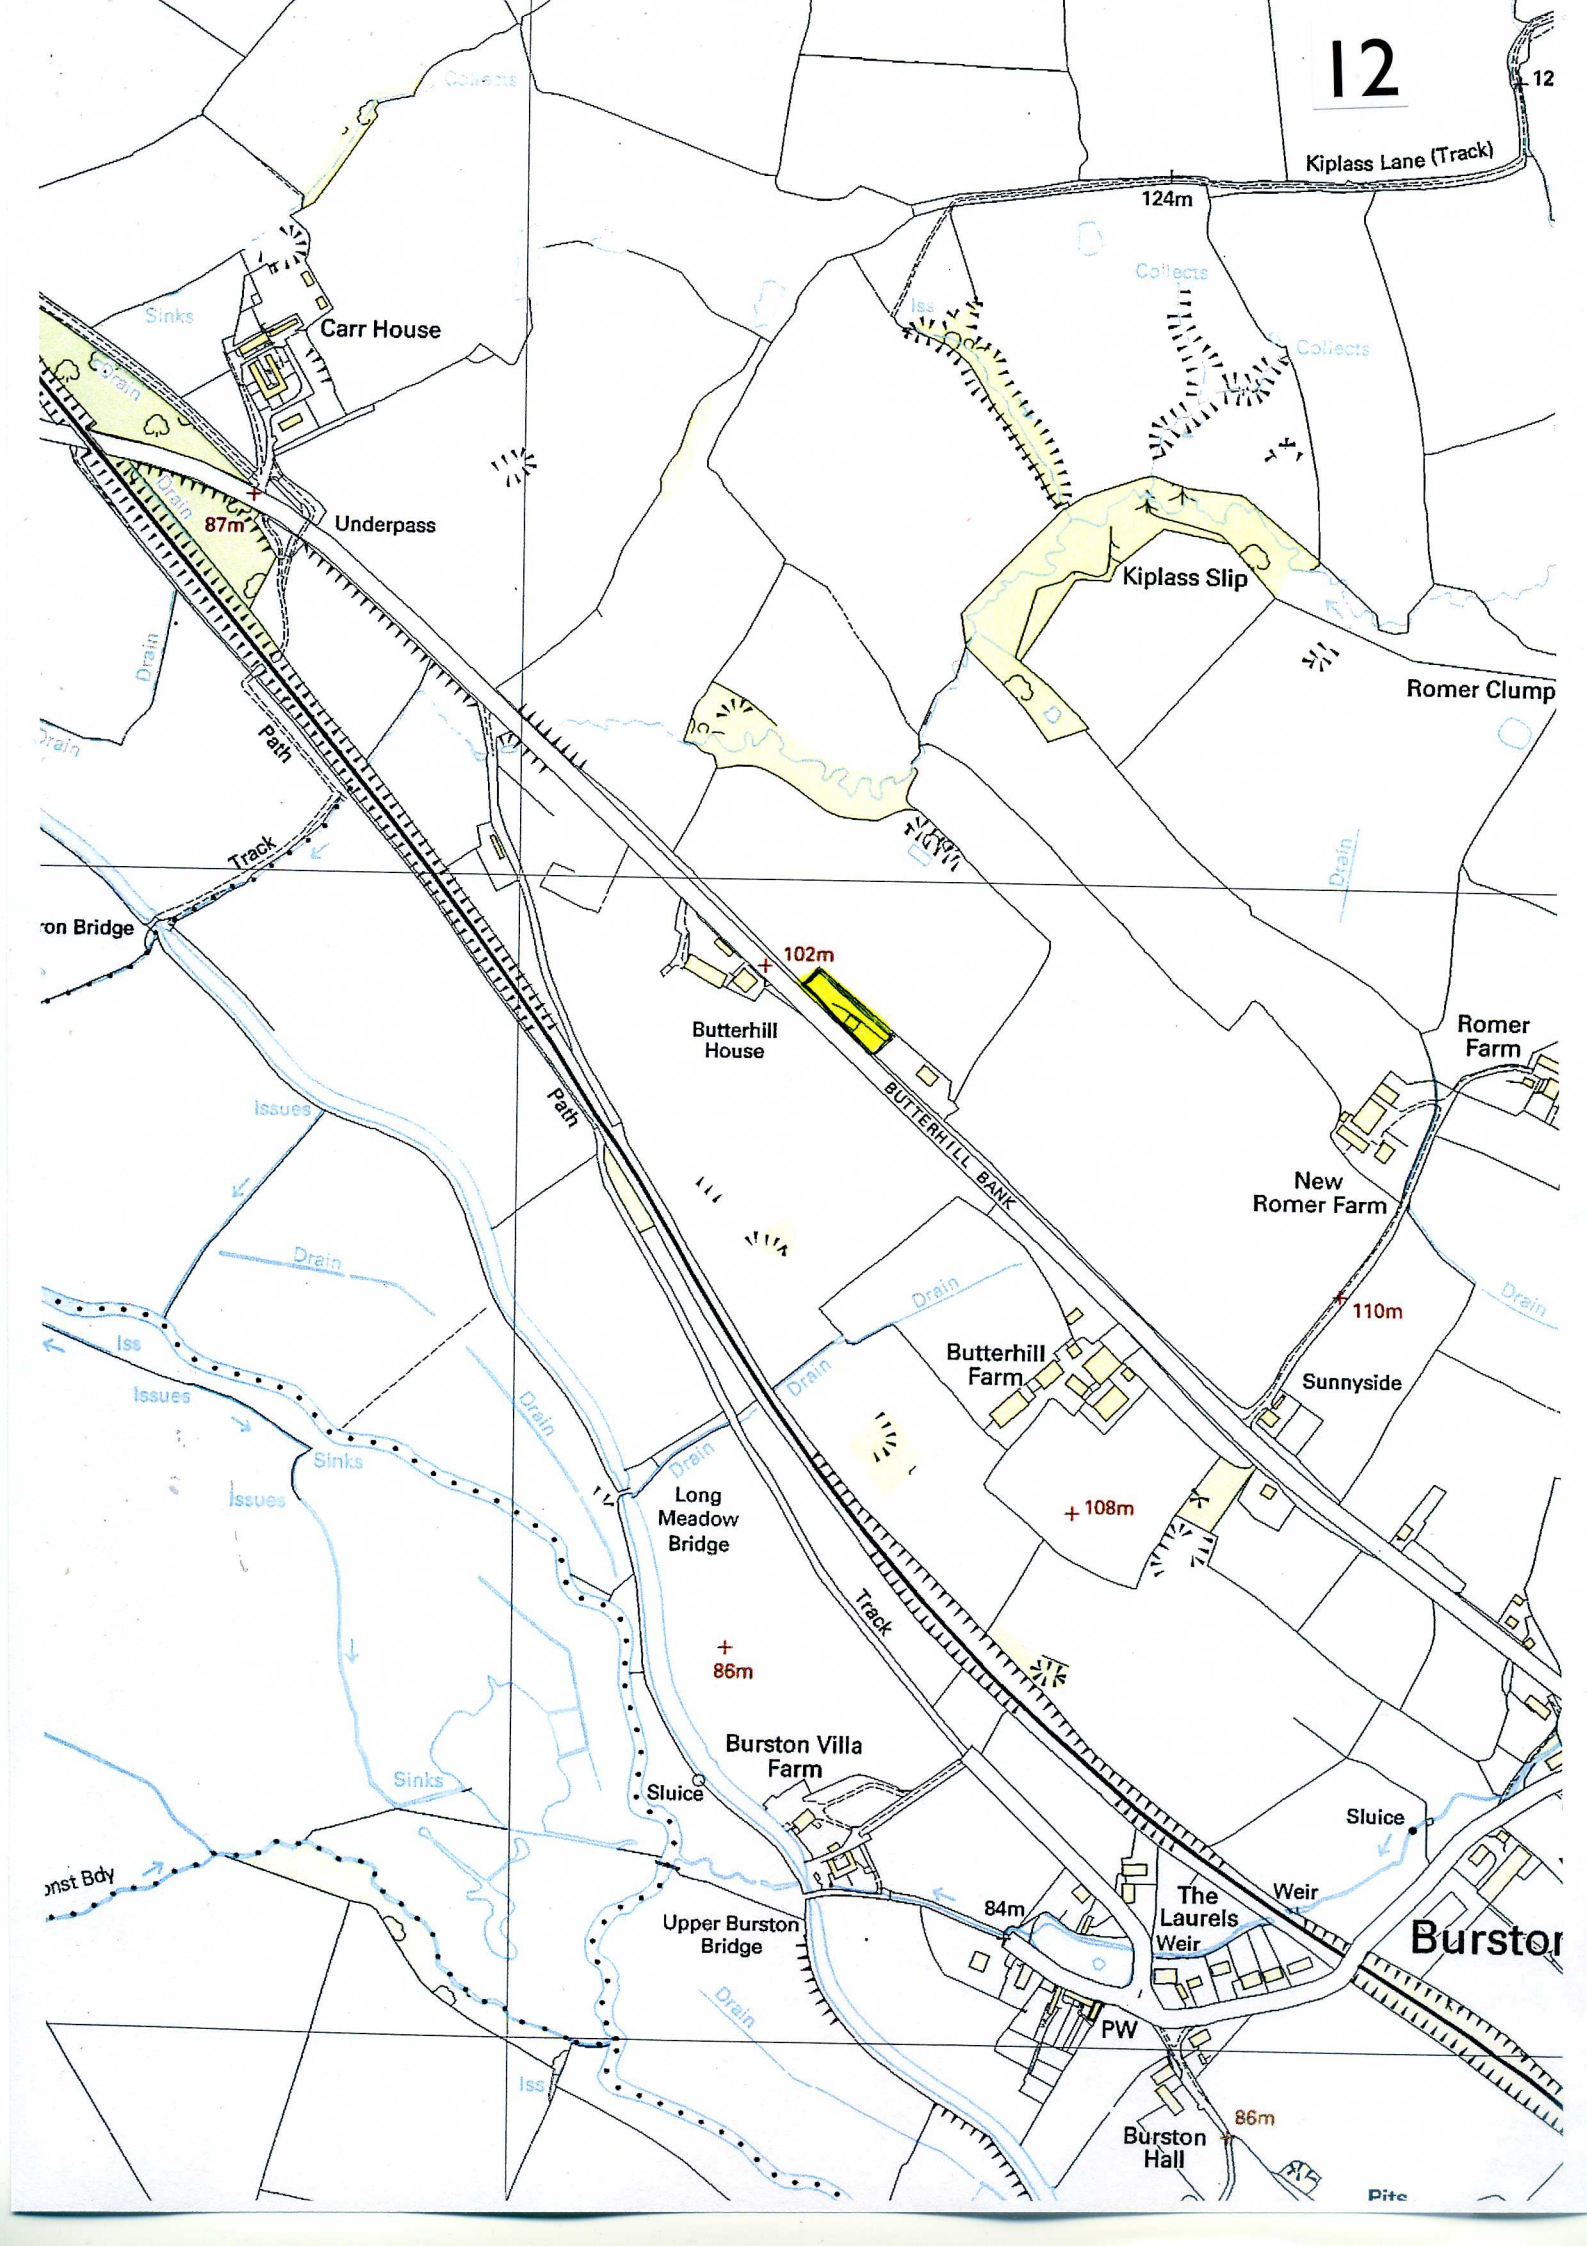 12
Collects
12
Kiplass Lane (Track)
124m
Collects
Iss
Sinks
Carr House
Collects
Drain
Drain
87m
Underpass
Kiplass Slip
Drain
Romer Clump
Path
Drain
Track
Drain
ron Bridge
102m
Butterhill
House
Romer
Farm
Issues
Path
BUTTERHILL BANK
New
Romer Farm
Drain
Drain
Drain
110m
Iss
Butterhill
Farm
Drain
Sunnyside
Issues
Drain
Sinks
Drain
Issues
Long
Meadow
Bridge
108m
Track
86m
Burston Villa
Farm
Sinks
Sluice
Sluice
onst Bdy
84m
The
Laurels
Weir
Weir
Upper Burston
Bridge
Burston
Drain
PW
Iss
86m
Burston
Hall
Pits